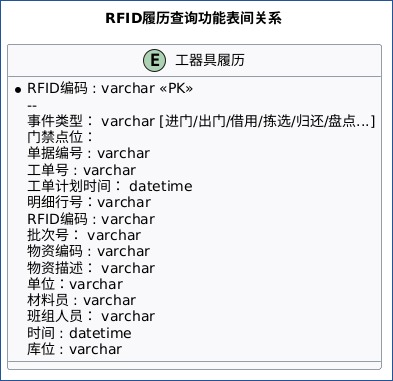 RFID履历查询功能表间关系
E 工器具履历
RFID编码 : varchar «PK»
--
事件类型： varchar [进门/出门/借用/拣选/归还/盘点...]
门禁点位：
单据编号 : varchar
工单号 : varchar
工单计划时间： datetime
明细行号：varchar
RFID编码 : varchar
批次号： varchar
物资编码 : varchar
物资描述： varchar
单位：varchar
材料员 : varchar
班组人员： varchar
时间 : datetime
库位 : varchar